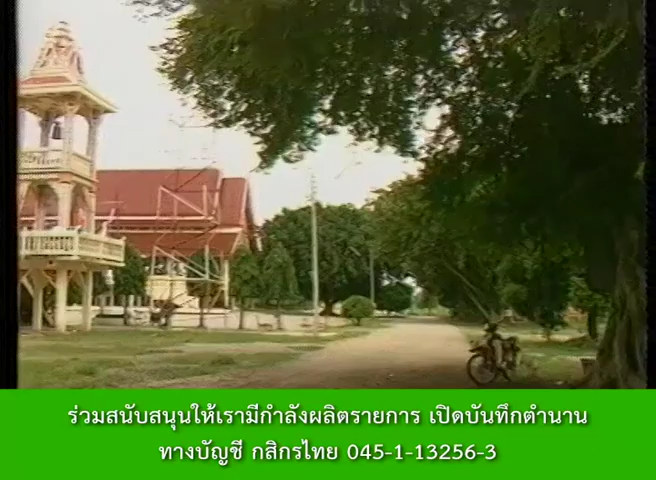 ร่วมสนับสนุนให้เรามีกำลังผลิตรายการ เปิดบันทึกตำนาน
ทางบัญชี กสิกรไทย 045-1-13256-3